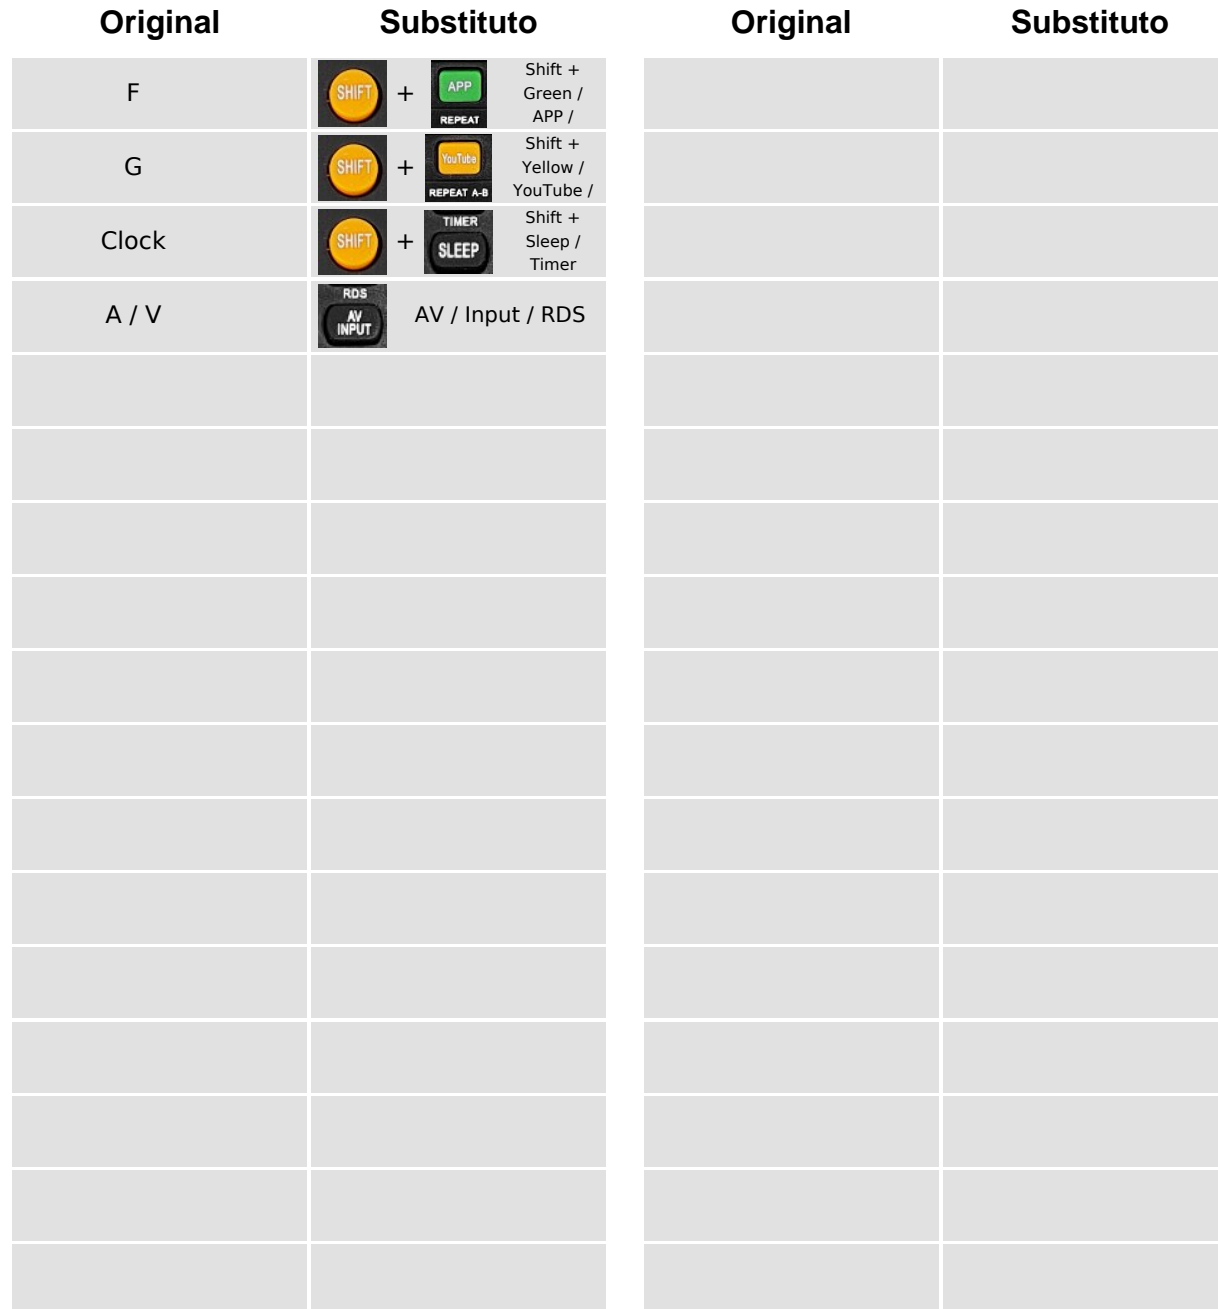 Original Substituto Original Substituto
F SHIFT + APP REPEAT Shift +
Green /
APP /
G SHIFT + YouTube REPEAT A-B Shift +
Yellow /
YouTube /
Clock SHIFT + TIMER SLEEP Shift +
Sleep /
Timer
A / V RDS AV INPUT AV / Input / RDS